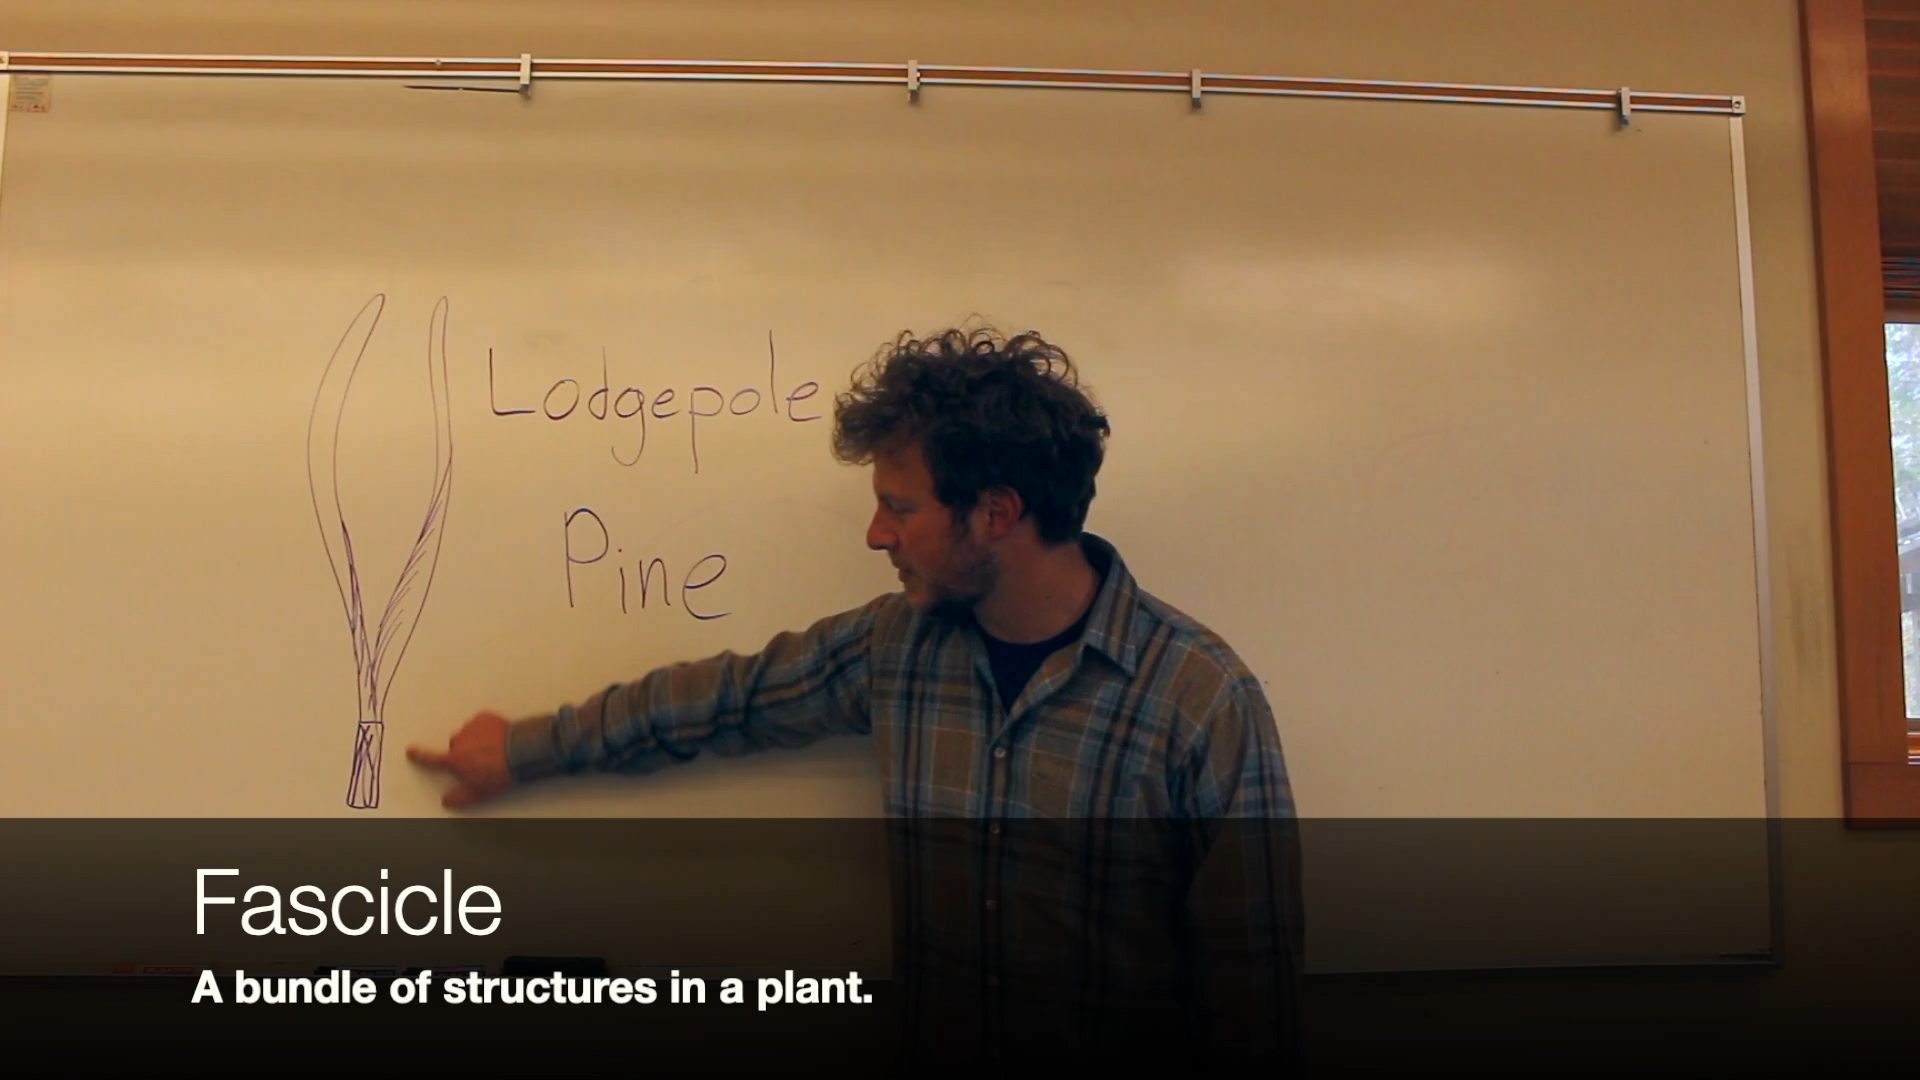 Lodgepole
Pine
Fascicle
A bundle of structures in a plant.